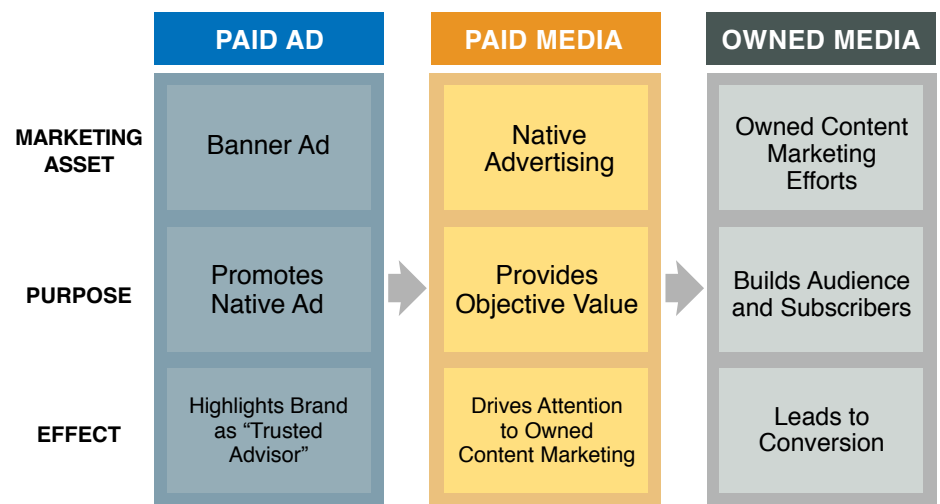 PAID AD
PAID MEDIA
OWNED MEDIA
MARKETING
ASSET
Banner Ad
Native
Advertising
Owned Content
Marketing
Efforts
PURPOSE
Promotes
Native Ad
Provides
Objective Value
Builds Audience
and Subscribers
EFFECT
Highlights Brand
as “Trusted
Advisor”
Drives Attention
to Owned
Content Marketing
Leads to
Conversion